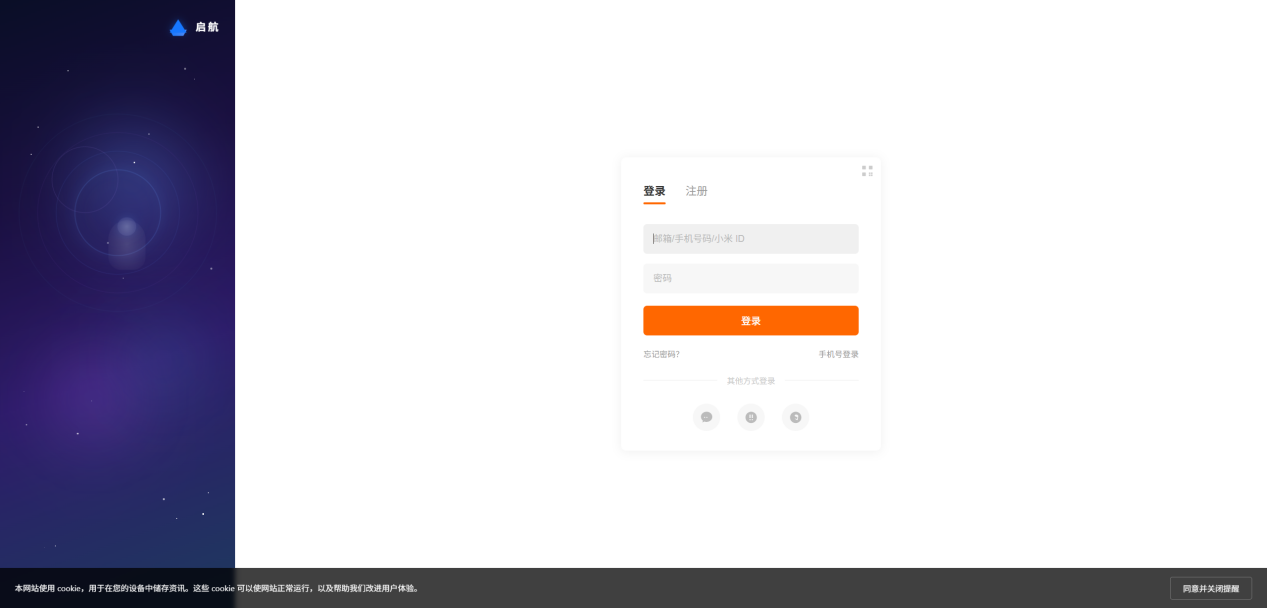 启航
登录 注册
邮箱/手机号码/小米 ID
密码
登录
忘记密码? 手机号登录
其他方式登录
本网站使用 cookie，用于在您的设备中储存资讯。这些 cookie 可以使网站正常运行，以及帮助我们改进用户体验。
同意并关闭提醒